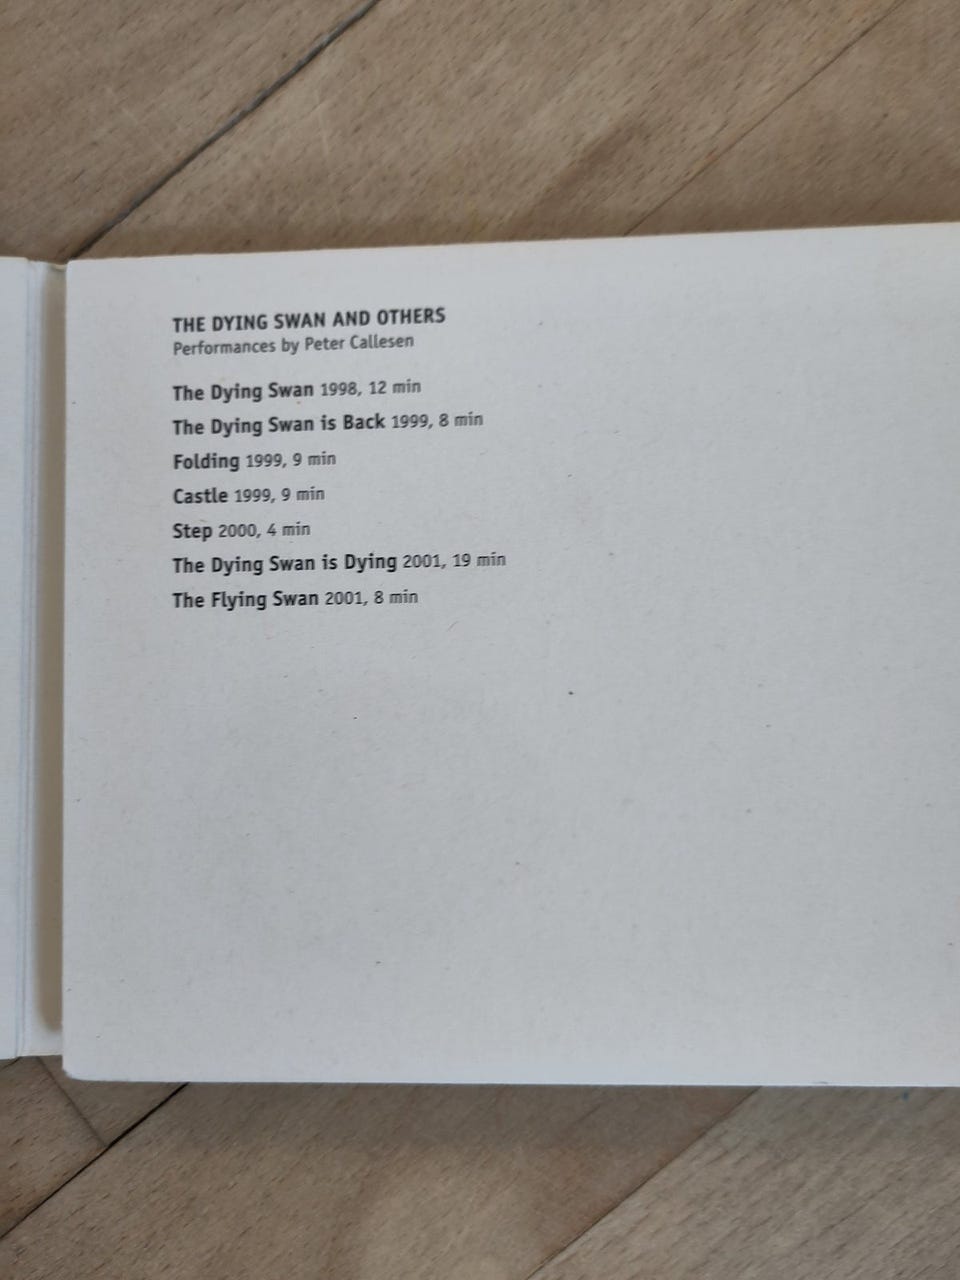 THE DYING SWAN AND OTHERS
Performances by Peter Callesen
The Dying Swan 1998, 12 min
The Dying Swan is Back 1999, 8 min
Folding 1999, 9 min
Castle 1999, 9 min
Step 2000, 4 min
The Dying Swan is Dying 2001, 19 min
The Flying Swan 2001, 8 min